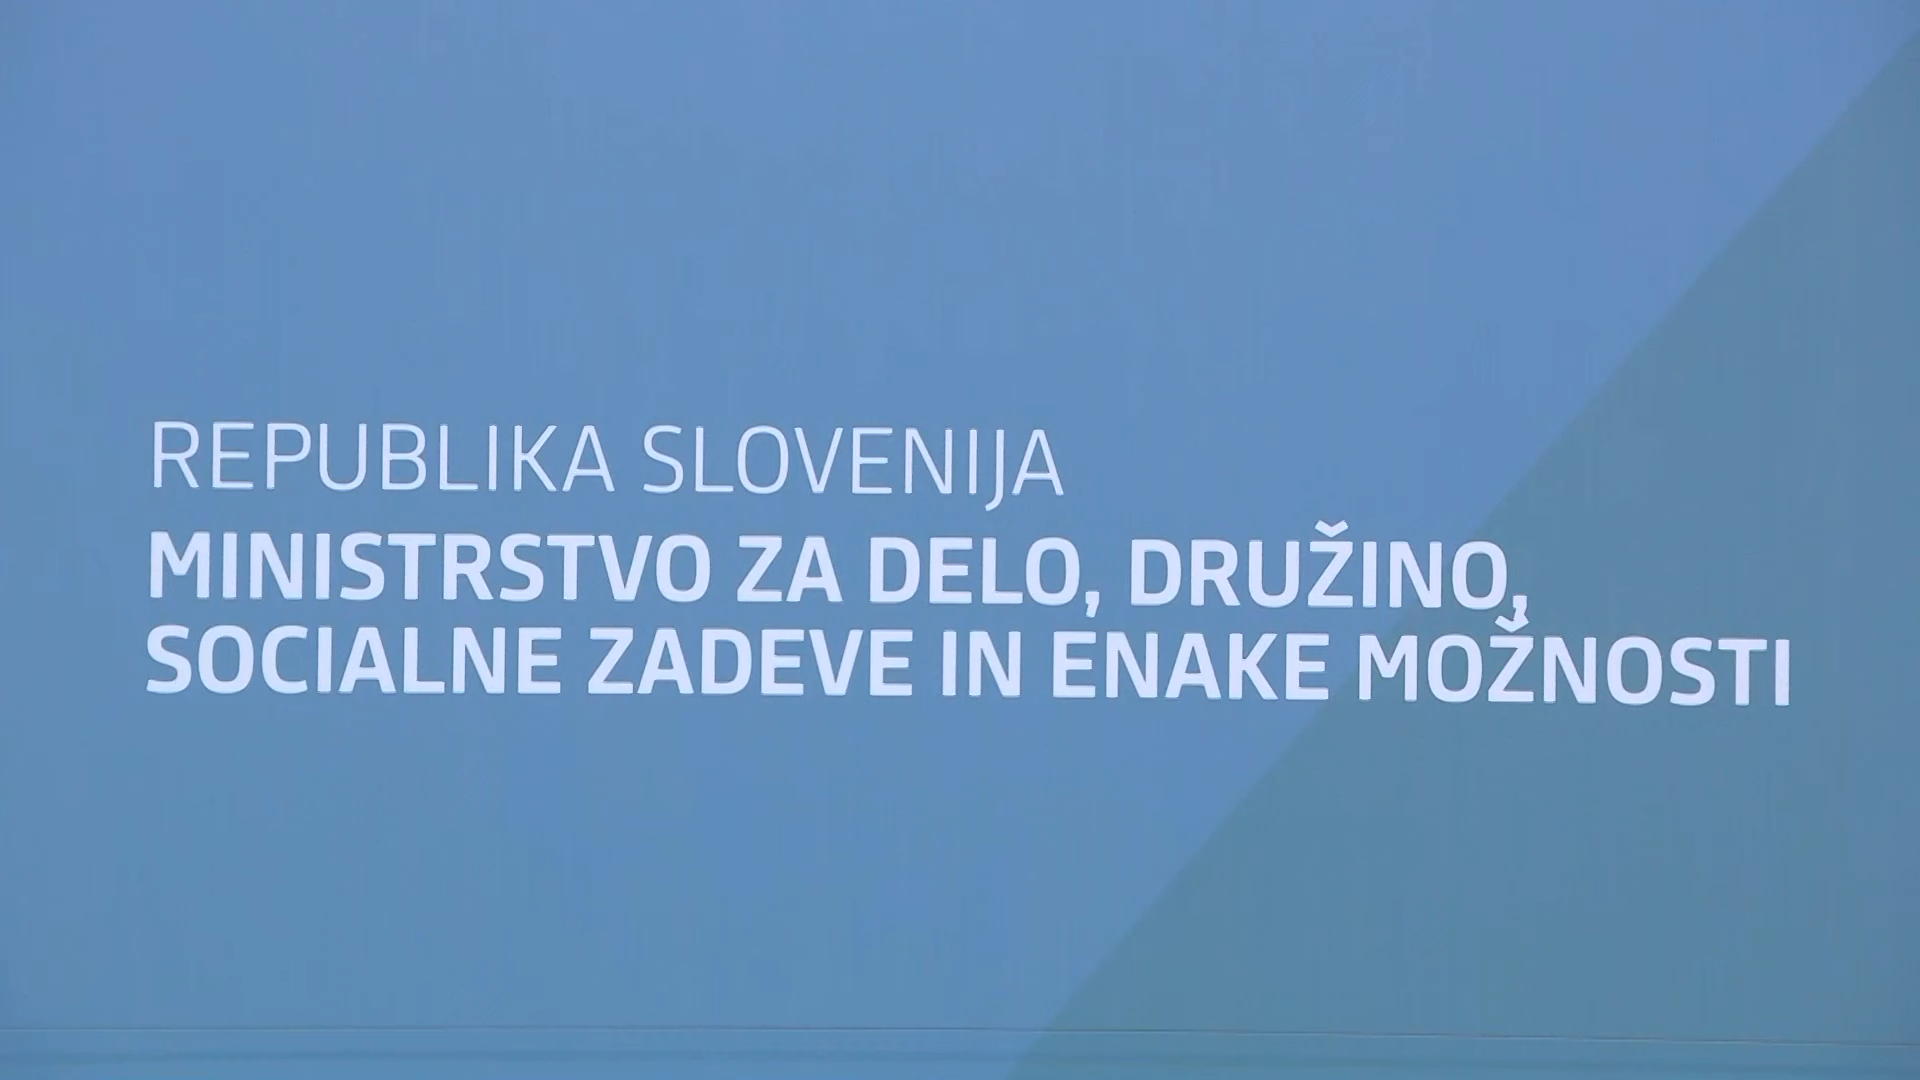 REPUBLIKA SLOVENIJA
MINISTRSTVO ZA DELO, DRUŽINO,
SOCIALNE ZADEVE IN ENAKE MOŽNOSTI